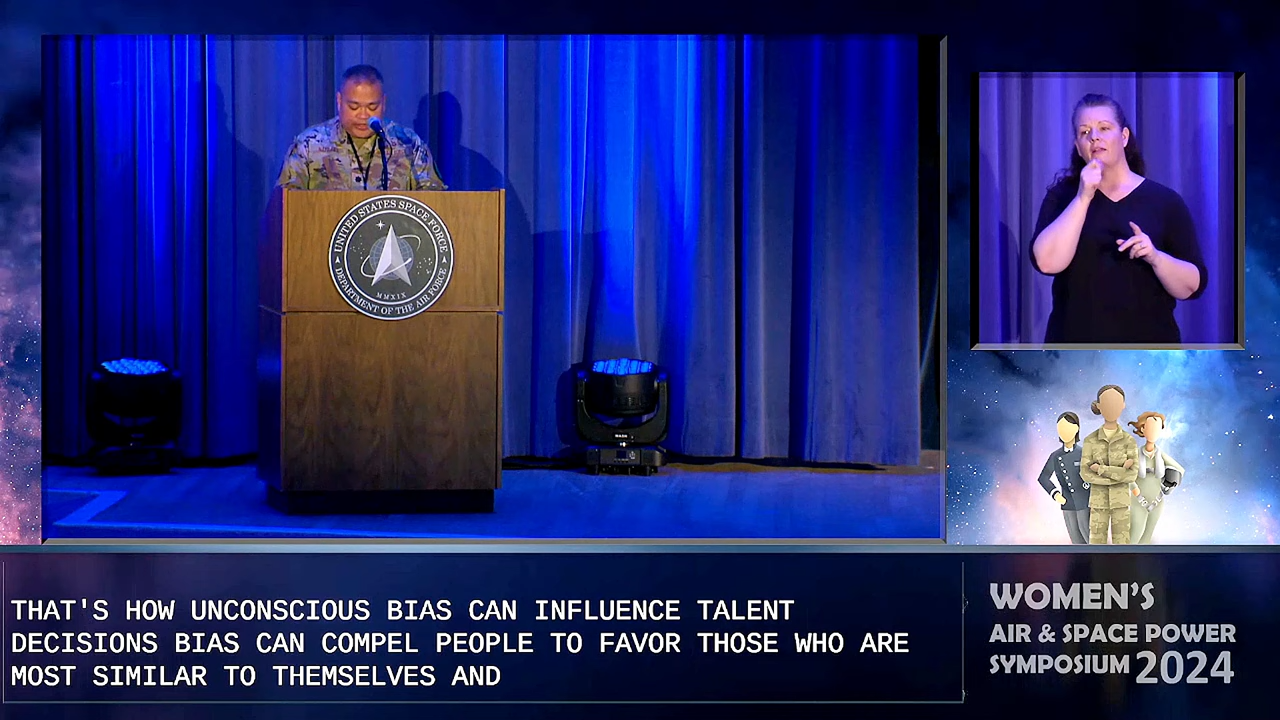 UNITED STATES SPACE FORCE
MMXIX
DEPARTMENT OF THE AIR FORCE
THAT'S HOW UNCONSCIOUS BIAS CAN INFLUENCE TALENT
DECISIONS BIAS CAN COMPEL PEOPLE TO FAVOR THOSE WHO ARE
MOST SIMILAR TO THEMSELVES AND
WOMEN'S
AIR & SPACE POWER
SYMPOSIUM 2024